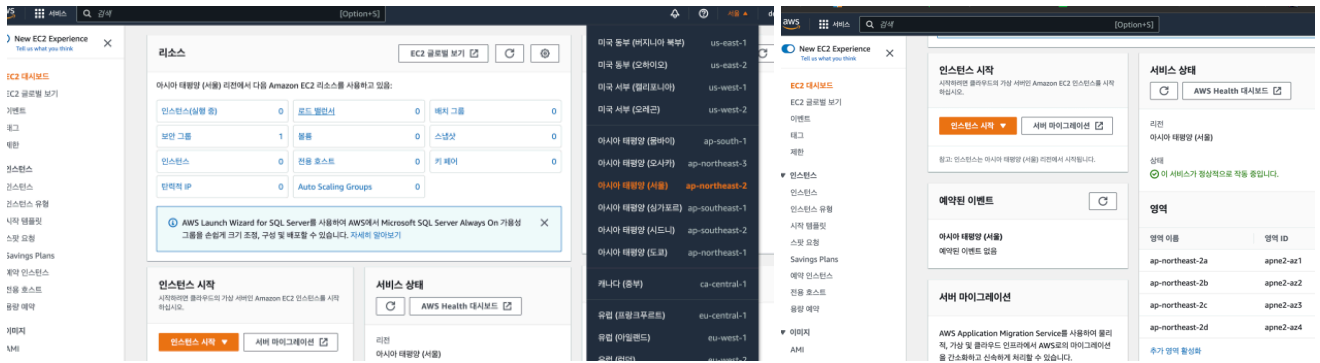 서비스
검색
[Option+S]
서울
New EC2 Experience
Tell us what you think
EC2 대시보드
EC2 글로벌 보기
이벤트
태그
제한
인스턴스
인스턴스
인스턴스 유형
시작 템플릿
스팟 요청
Savings Plans
예약 인스턴스
전용 호스트
용량 예약
이미지
AMI
리소스
EC2 글로벌 보기
아시아 태평양 (서울) 리전에서 다음 Amazon EC2 리소스를 사용하고 있음:
인스턴스(실행 중) 0
로드 밸런서 0
배치 그룹 0
보안 그룹 1
볼륨 0
스냅샷 0
인스턴스 0
전용 호스트 0
키 페어 0
탄력적 IP 0
Auto Scaling Groups 0
AWS Launch Wizard for SQL Server를 사용하여 AWS에서 Microsoft SQL Server Always On 가용성
그룹을 손쉽게 크기 조정, 구성 및 배포할 수 있습니다. 자세히 알아보기
인스턴스 시작
시작하려면 클라우드의 가상 서버인 Amazon EC2 인스턴스를 시작
하십시오.
인스턴스 시작
서버 마이그레이션
서비스 상태
AWS Health 대시보드
리전
아시아 태평양 (서울)
미국 동부 (버지니아 북부) us-east-1
미국 동부 (오하이오) us-east-2
미국 서부 (캘리포니아) us-west-1
미국 서부 (오레곤) us-west-2
아시아 태평양 (뭄바이) ap-south-1
아시아 태평양 (오사카) ap-northeast-3
아시아 태평양 (서울) ap-northeast-2
아시아 태평양 (싱가포르) ap-southeast-1
아시아 태평양 (시드니) ap-southeast-2
아시아 태평양 (도쿄) ap-northeast-1
캐나다 (중부) ca-central-1
유럽 (프랑크푸르트) eu-central-1
유럽 (아일랜드) eu-west-1
유럽 (런던) eu-west-2
aws
서비스
검색
[Option+S]
New EC2 Experience
Tell us what you think
EC2 대시보드
EC2 글로벌 보기
이벤트
태그
제한
인스턴스
인스턴스
인스턴스 유형
시작 템플릿
스팟 요청
Savings Plans
예약 인스턴스
전용 호스트
용량 예약
이미지
AMI
인스턴스 시작
시작하려면 클라우드의 가상 서버인 Amazon EC2 인스턴스를 시작
하십시오.
인스턴스 시작
서버 마이그레이션
참고: 인스턴스는 아시아 태평양 (서울) 리전에서 시작됩니다.
예약된 이벤트
아시아 태평양 (서울)
예약된 이벤트 없음
서버 마이그레이션
AWS Application Migration Service를 사용하여 물리
적, 가상 및 클라우드 인프라에서 AWS로의 마이그레이션
을 간소화하고 신속하게 처리할 수 있습니다.
서비스 상태
AWS Health 대시보드
리전
아시아 태평양 (서울)
상태
이 서비스가 정상적으로 작동 중입니다.
영역
영역 이름 영역 ID
ap-northeast-2a apne2-az1
ap-northeast-2b apne2-az2
ap-northeast-2c apne2-az3
ap-northeast-2d apne2-az4
추가 영역 활성화